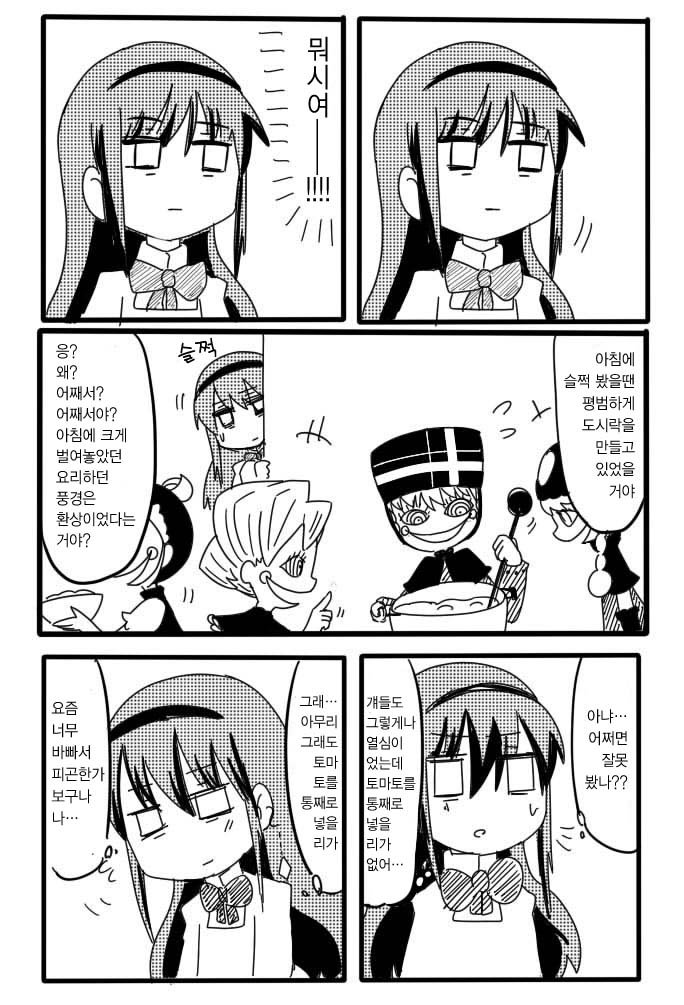 뭐시여——!!!!
아침에
슬쩍 봤을땐
평범하게
도시락을
만들고
있었을
거야
슬쩍
응?
왜?
어째서?
어째서야?
아침에 크게
벌여놓았던
요리하던
풍경은
환상이었다는
거야?
아냐…
어쩌면
잘못
봤나??
걔들도
그렇게나
열심이
었는데
토마토를
통째로
넣을
리가
없어…
그래…
아무리
그래도
토마
토를
통째로
넣을
리가
요즘
너무
바빠서
피곤한가
보구나
나…